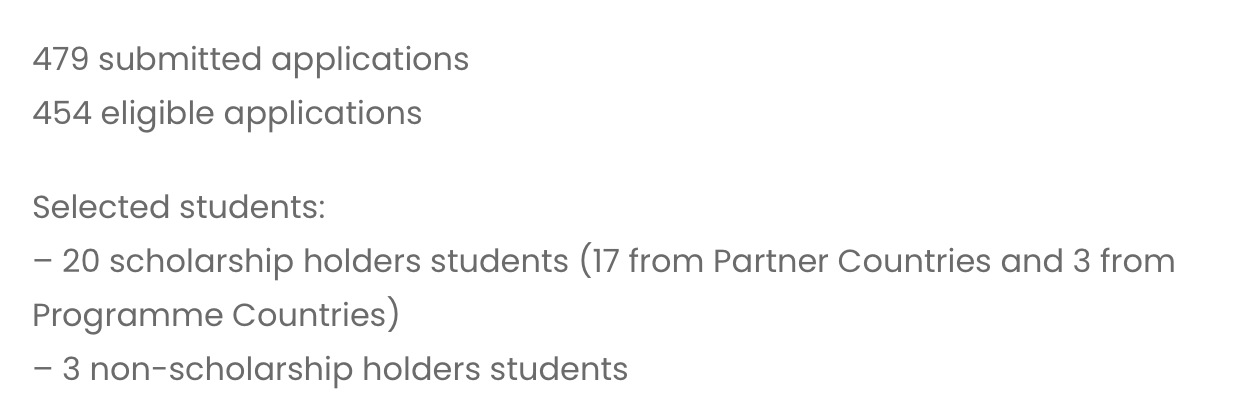 479 submitted applications
454 eligible applications
Selected students:
– 20 scholarship holders students (17 from Partner Countries and 3 from
Programme Countries)
– 3 non-scholarship holders students